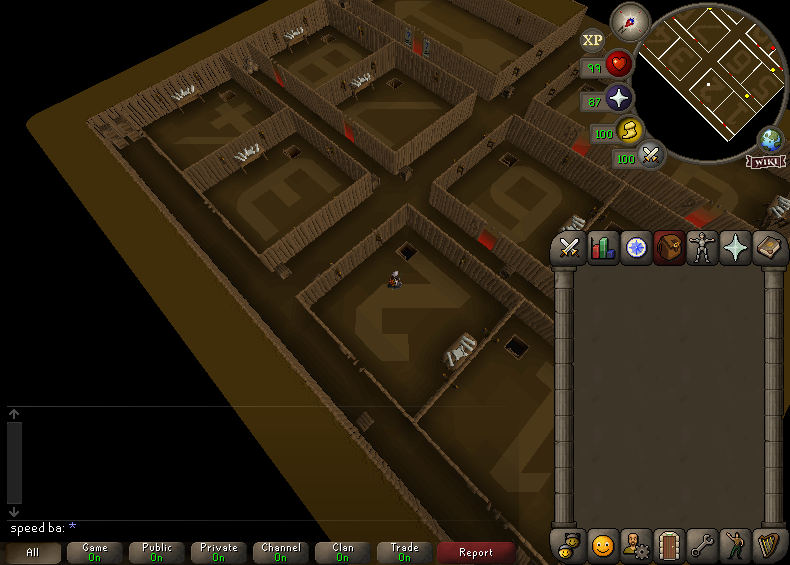 XP
99
87
100
100
WIKI
speed ba: *
All
Game
On
Public
On
Private
On
Channel
On
Clan
On
Trade
On
Report